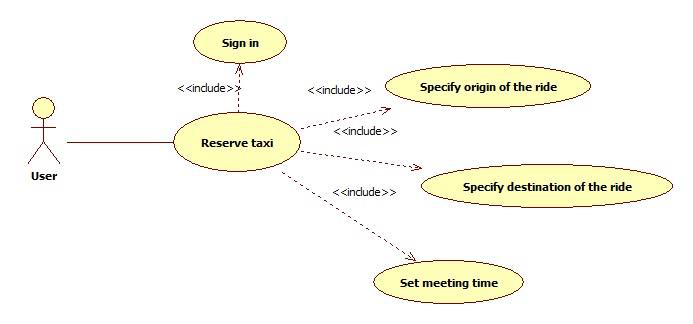 Sign in
<<include>>
<<include>>
Specify origin of the ride
<<include>>
Reserve taxi
User
<<include>>
Specify destination of the ride
Set meeting time